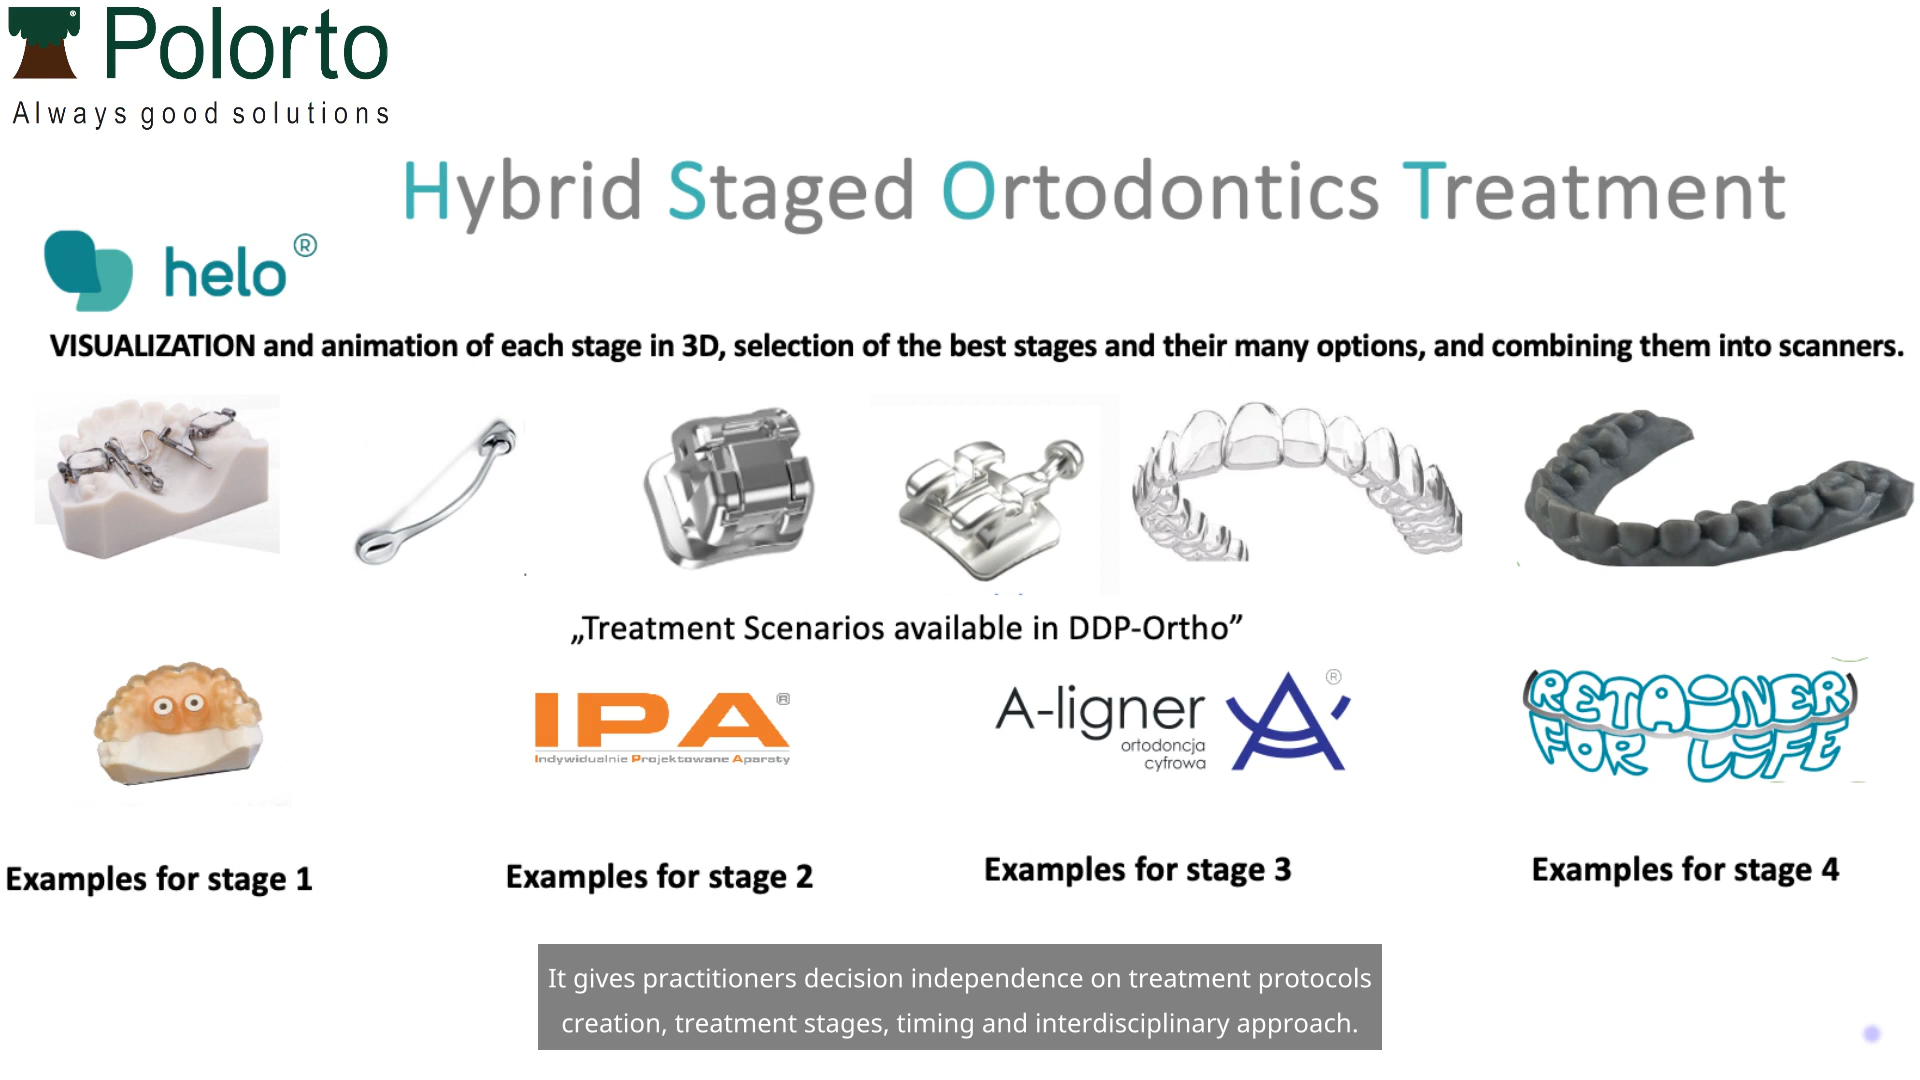 Polorto
®
Always good solutions
Hybrid Staged Ortodontics Treatment
helo ®
VISUALIZATION and animation of each stage in 3D, selection of the best stages and their many options, and combining them into scanners.
„Treatment Scenarios available in DDP-Ortho”
IPA ®
Indywidualnie Projektowane Aparaty
A-ligner ®
ortodoncja
cyfrowa
RETAINER
FOR LYFE
Examples for stage 1
Examples for stage 2
Examples for stage 3
Examples for stage 4
It gives practitioners decision independence on treatment protocols
creation, treatment stages, timing and interdisciplinary approach.